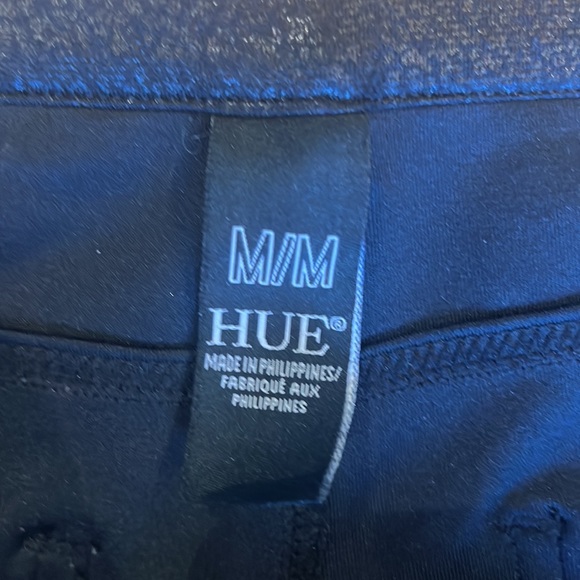 M/M
HUE®
MADE IN PHILIPPINES/
FABRIQUÉ AUX
PHILIPPINES